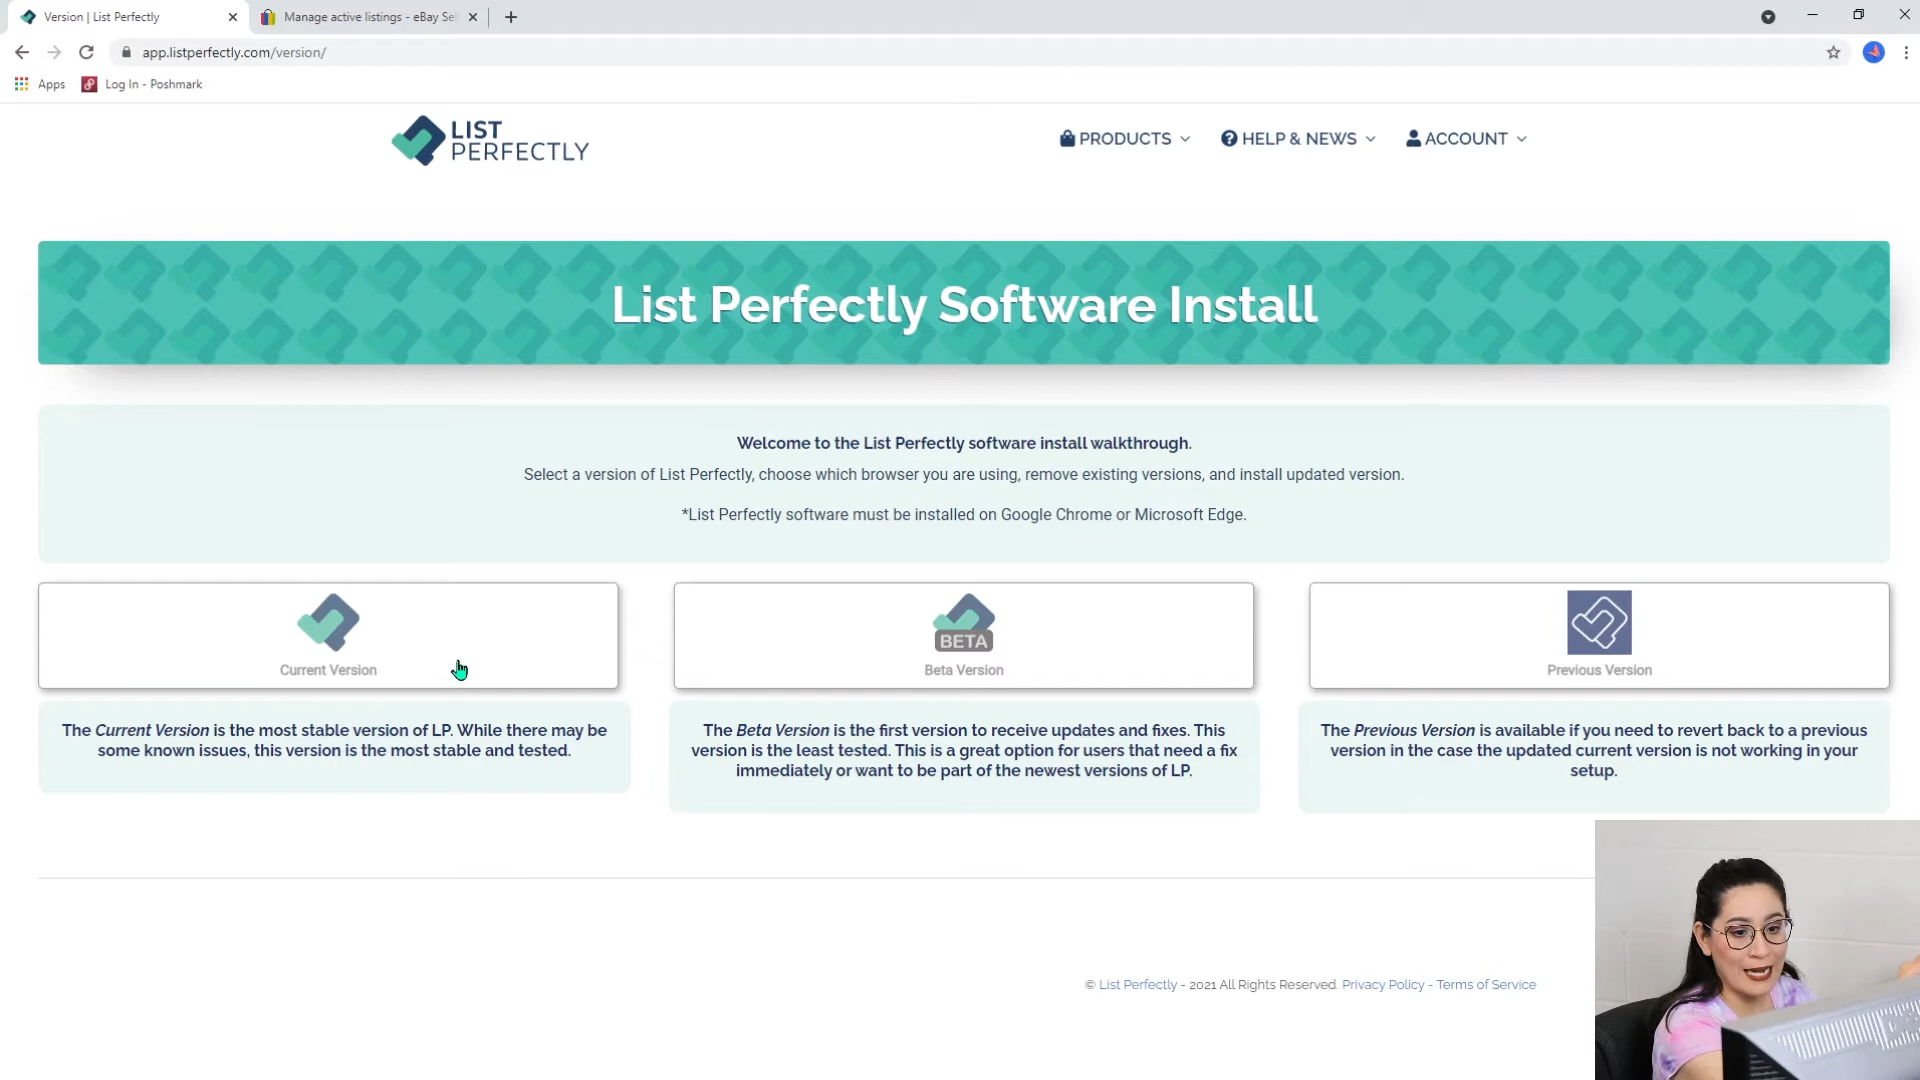 Version | List Perfectly
Manage active listings - eBay Sel
app.listperfectly.com/version/
Apps
Log In - Poshmark
LIST
PERFECTLY
PRODUCTS
HELP & NEWS
ACCOUNT
List Perfectly Software Install
Welcome to the List Perfectly software install walkthrough.
Select a version of List Perfectly, choose which browser you are using, remove existing versions, and install updated version.
*List Perfectly software must be installed on Google Chrome or Microsoft Edge.
Current Version
BETA
Beta Version
Previous Version
The Current Version is the most stable version of LP. While there may be
some known issues, this version is the most stable and tested.
The Beta Version is the first version to receive updates and fixes. This
version is the least tested. This is a great option for users that need a fix
immediately or want to be part of the newest versions of LP.
The Previous Version is available if you need to revert back to a previous
version in the case the updated current version is not working in your
setup.
© List Perfectly - 2021 All Rights Reserved. Privacy Policy - Terms of Service